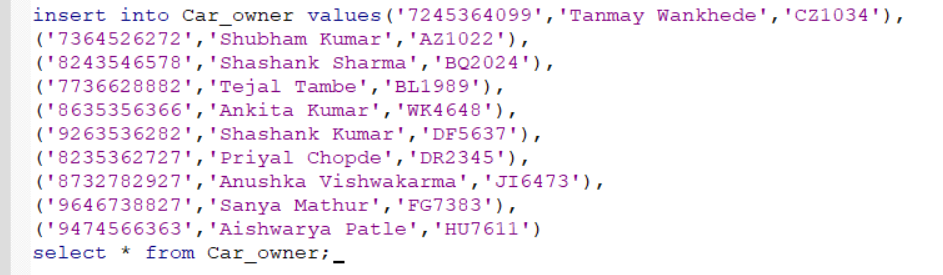 insert into Car_owner values('7245364099','Tanmay Wankhede','CZ1034'),
('7364526272','Shubham Kumar','AZ1022'),
('8243546578','Shashank Sharma','BQ2024'),
('7736628882','Tejal Tambe','BL1989'),
('8635356366','Ankita Kumar','WK4648'),
('9263536282','Shashank Kumar','DF5637'),
('8235362727','Priyal Chopde','DR2345'),
('8732782927','Anushka Vishwakarma','JI6473'),
('9646738827','Sanya Mathur','FG7383'),
('9474566363','Aishwarya Patle','HU7611')
select * from Car_owner;